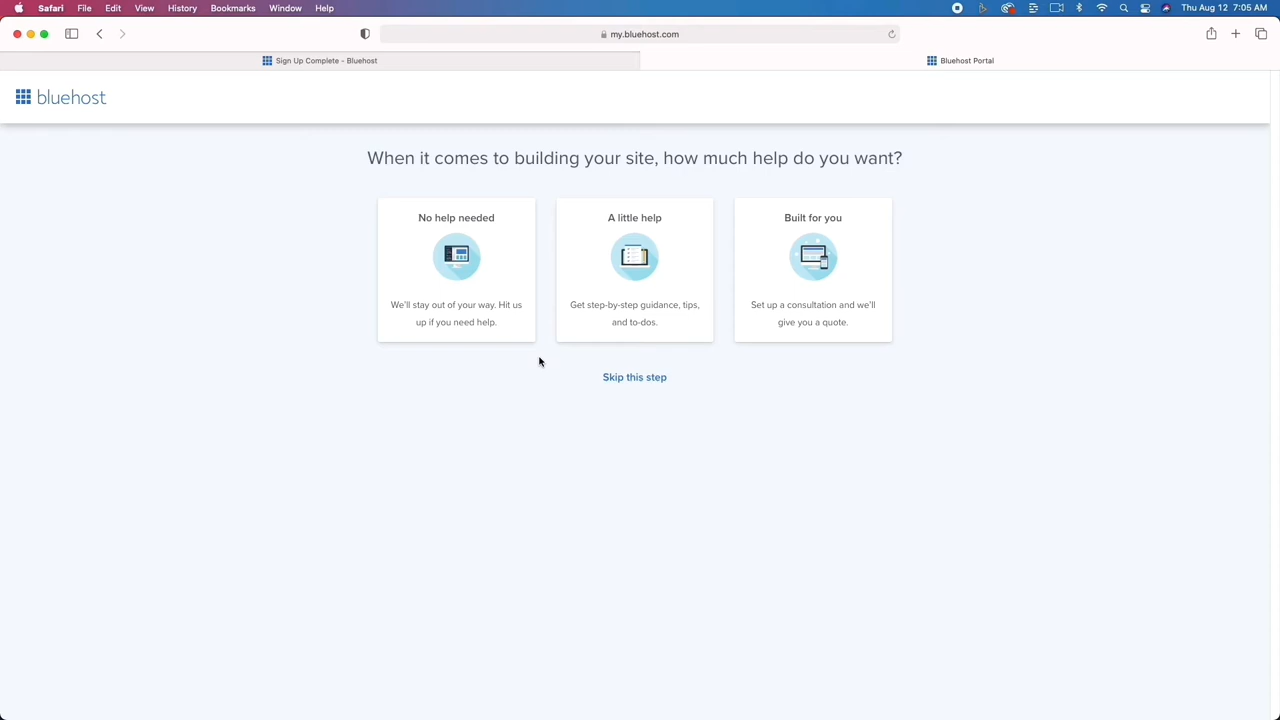 Safari File Edit View History Bookmarks Window Help Thu Aug 12 7:05 AM
my.bluehost.com
Sign Up Complete - Bluehost Bluehost Portal
bluehost
When it comes to building your site, how much help do you want?
No help needed
We'll stay out of your way. Hit us
up if you need help.
A little help
Get step-by-step guidance, tips,
and to-dos.
Built for you
Set up a consultation and we'll
give you a quote.
Skip this step